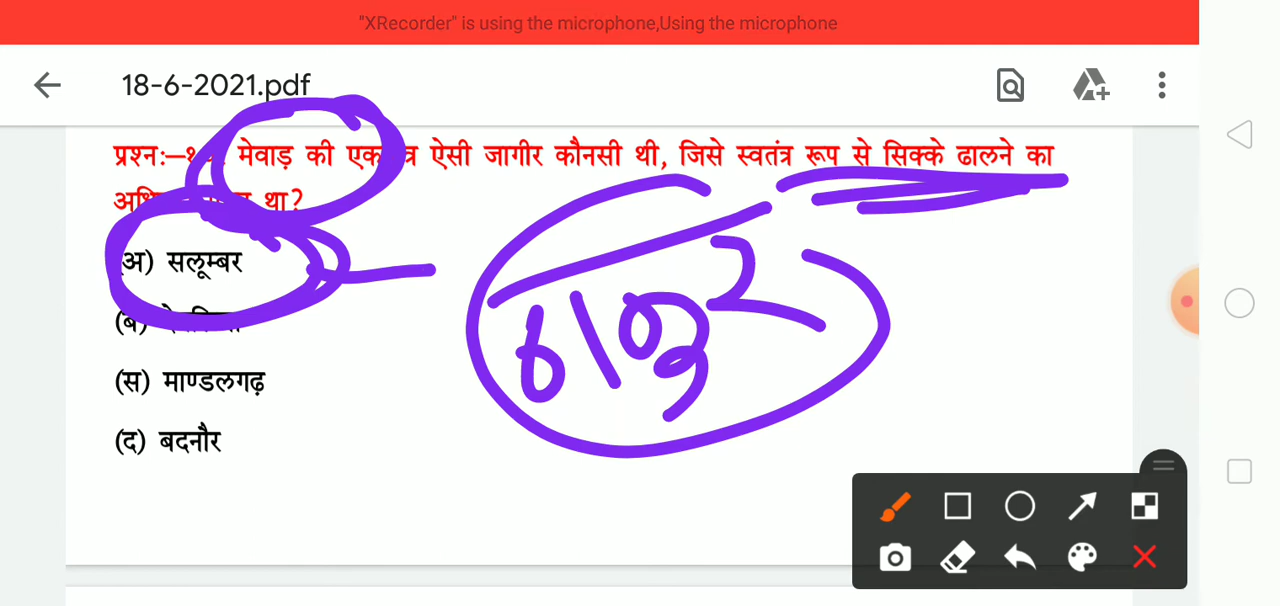 "XRecorder" is using the microphone,Using the microphone
18-6-2021.pdf
प्रश्नः– मेवाड़ की ऐसी जागीर कौनसी थी, जिसे स्वतंत्र रूप से सिक्के ढालने का
था?
(अ) सलूम्बर
(ब)
(स) माण्डलगढ़
(द) बदनौर
ठाकुर